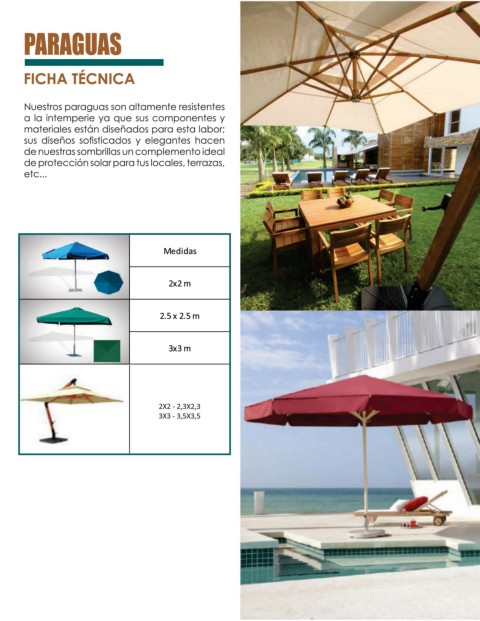 PARAGUAS
FICHA TÉCNICA
Nuestros paraguas son altamente resistentes
a la intemperie ya que sus componentes y
materiales están diseñados para esta labor;
sus diseños sofisticados y elegantes hacen
de nuestras sombrillas un complemento ideal
de protección solar para tus locales, terrazas,
etc...
Medidas
2x2 m
2.5 x 2.5 m
3x3 m
2X2 - 2,3X2,3
3X3 - 3,5X3,5